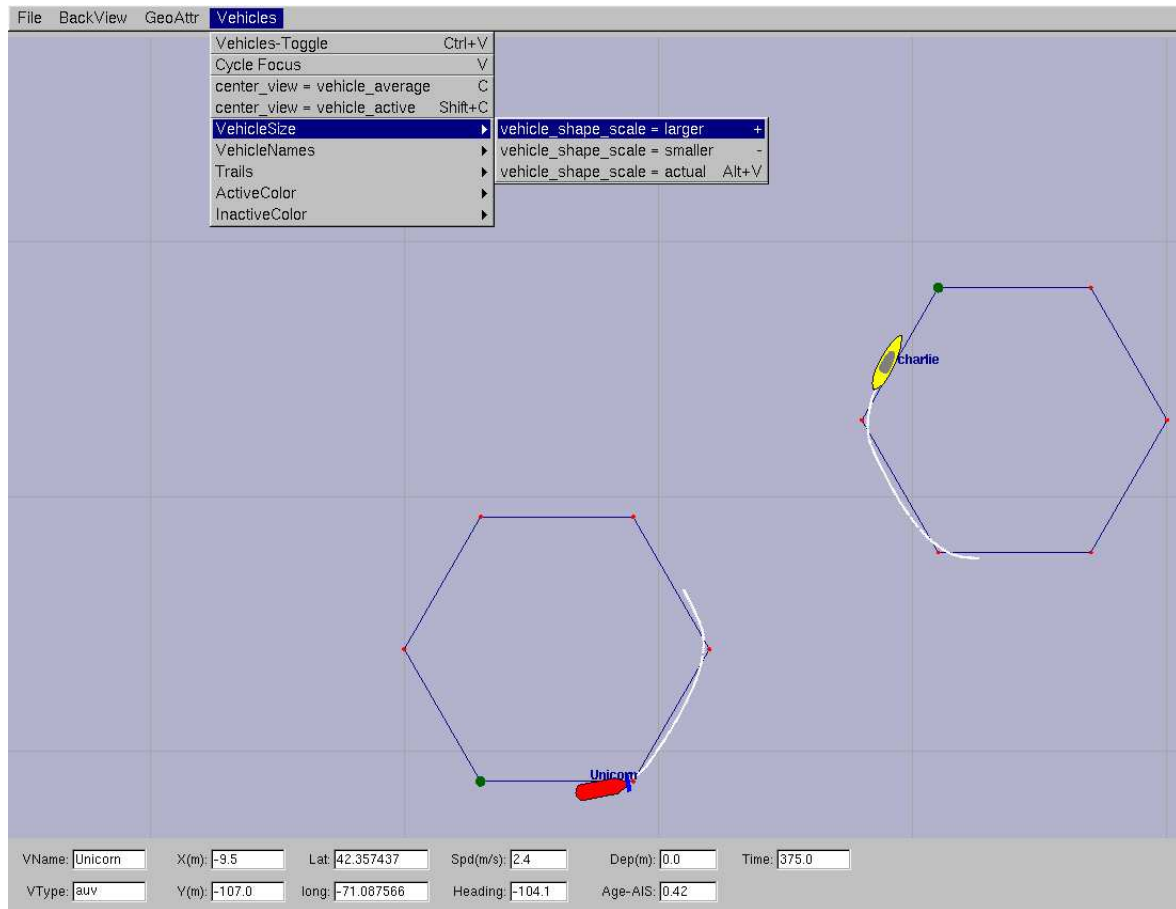 File BackView GeoAttr Vehicles
Vehicles-Toggle Ctrl+V
Cycle Focus V
center_view = vehicle_average C
center_view = vehicle_active Shift+C
VehicleSize
vehicle_shape_scale = larger +
VehicleNames
vehicle_shape_scale = smaller -
Trails
vehicle_shape_scale = actual Alt+V
ActiveColor
InactiveColor
charlie
Unicorn
VName: Unicorn X(m): -9.5 Lat: 42.357437 Spd(m/s): 2.4 Dep(m): 0.0 Time: 375.0
VType: auv Y(m): -107.0 long: -71.087566 Heading: -104.1 Age-AIS: 0.42